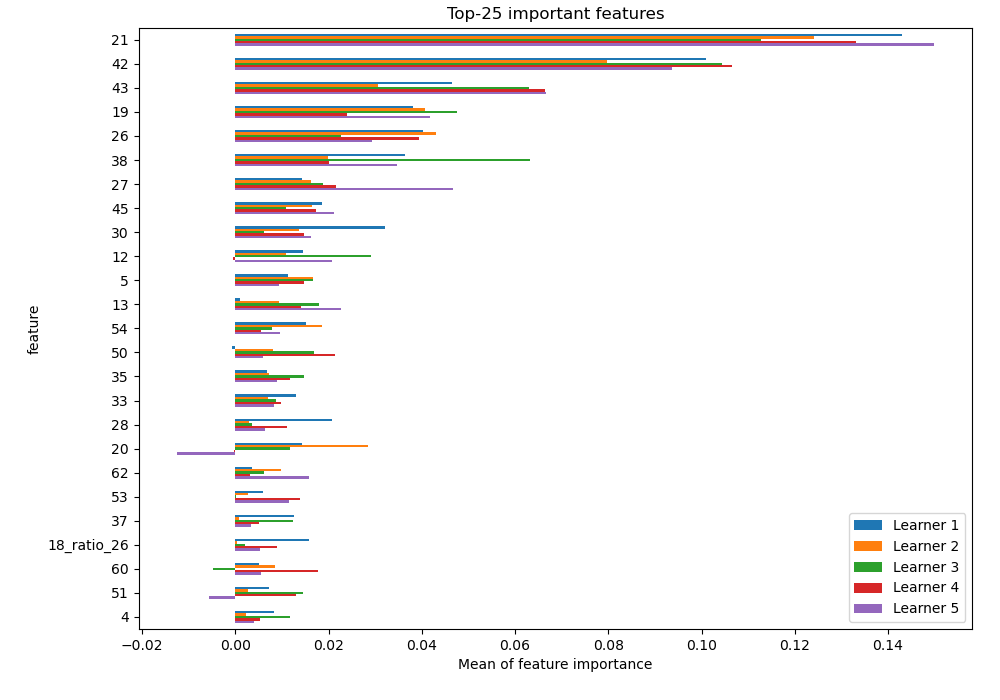 Top-25 important features
21
42
43
19
26
38
27
45
30
12
5
13
54
50
35
33
28
20
62
53
37
18_ratio_26
60
51
4
feature
Learner 1
Learner 2
Learner 3
Learner 4
Learner 5
−0.02 0.00 0.02 0.04 0.06 0.08 0.10 0.12 0.14
Mean of feature importance